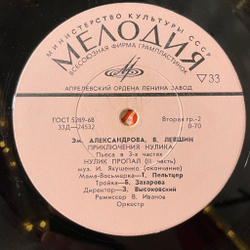 МИНИСТЕРСТВО КУЛЬТУРЫ СССР
МЕЛОДИЯ
ВСЕСОЮЗНАЯ ФИРМА ГРАМПЛАСТИНОК
▽ 33
АПРЕЛЕВСКИЙ ОРДЕНА ЛЕНИНА ЗАВОД
ГОСТ 5289-68
33Д—24532
Вторая гр.-2
8-70
Эм. АЛЕКСАНДРОВА, В. ЛЕВШИН
ПРИКЛЮЧЕНИЯ НУЛИКА
Пьеса в 3-х частях
НУЛИК ПРОПАЛ (II часть)
муз. И. Якушенко (окончание)
Мама-Восьмерка—Т. Пельтцер
Тройка—Б. Захарова
Директор—З. Высоковский
Режиссер В. Иванов
Оркестр